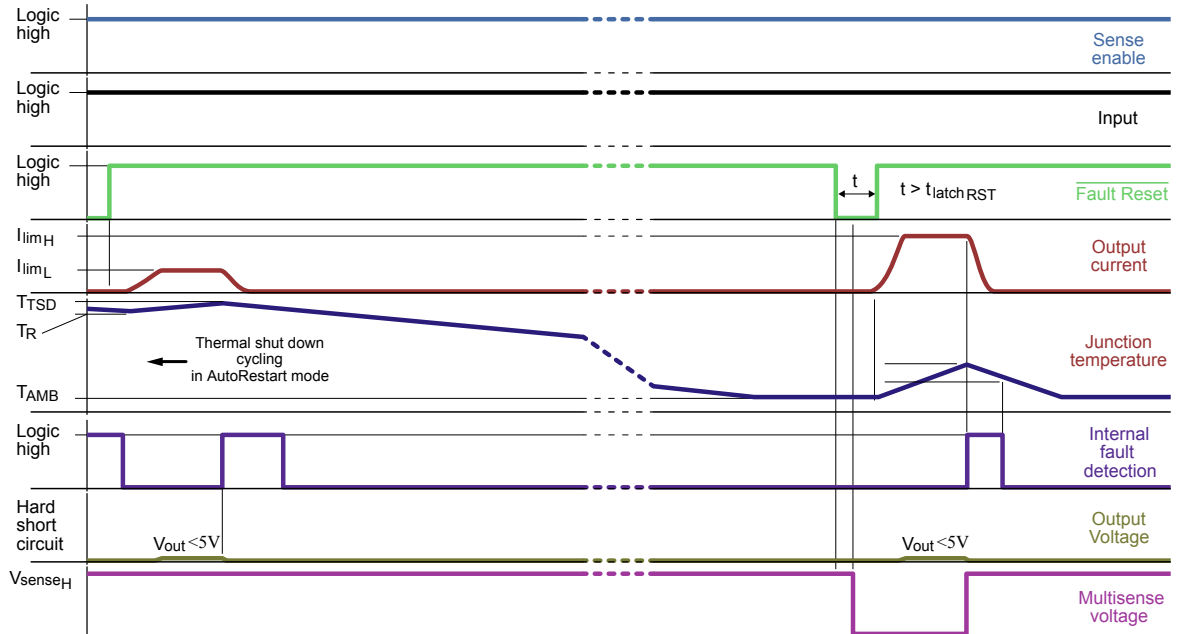 Logic
high
Sense
enable
Logic
high
Input
Logic
high
t
t > tlatchRST
Fault Reset
IlimH
IlimL
Output
current
TTSD
TR
Thermal shut down
cycling
in AutoRestart mode
Junction
temperature
TAMB
Logic
high
Internal
fault
detection
Hard
short
circuit
Vout <5V
Vout <5V
Output
Voltage
VsenseH
Multisense
voltage